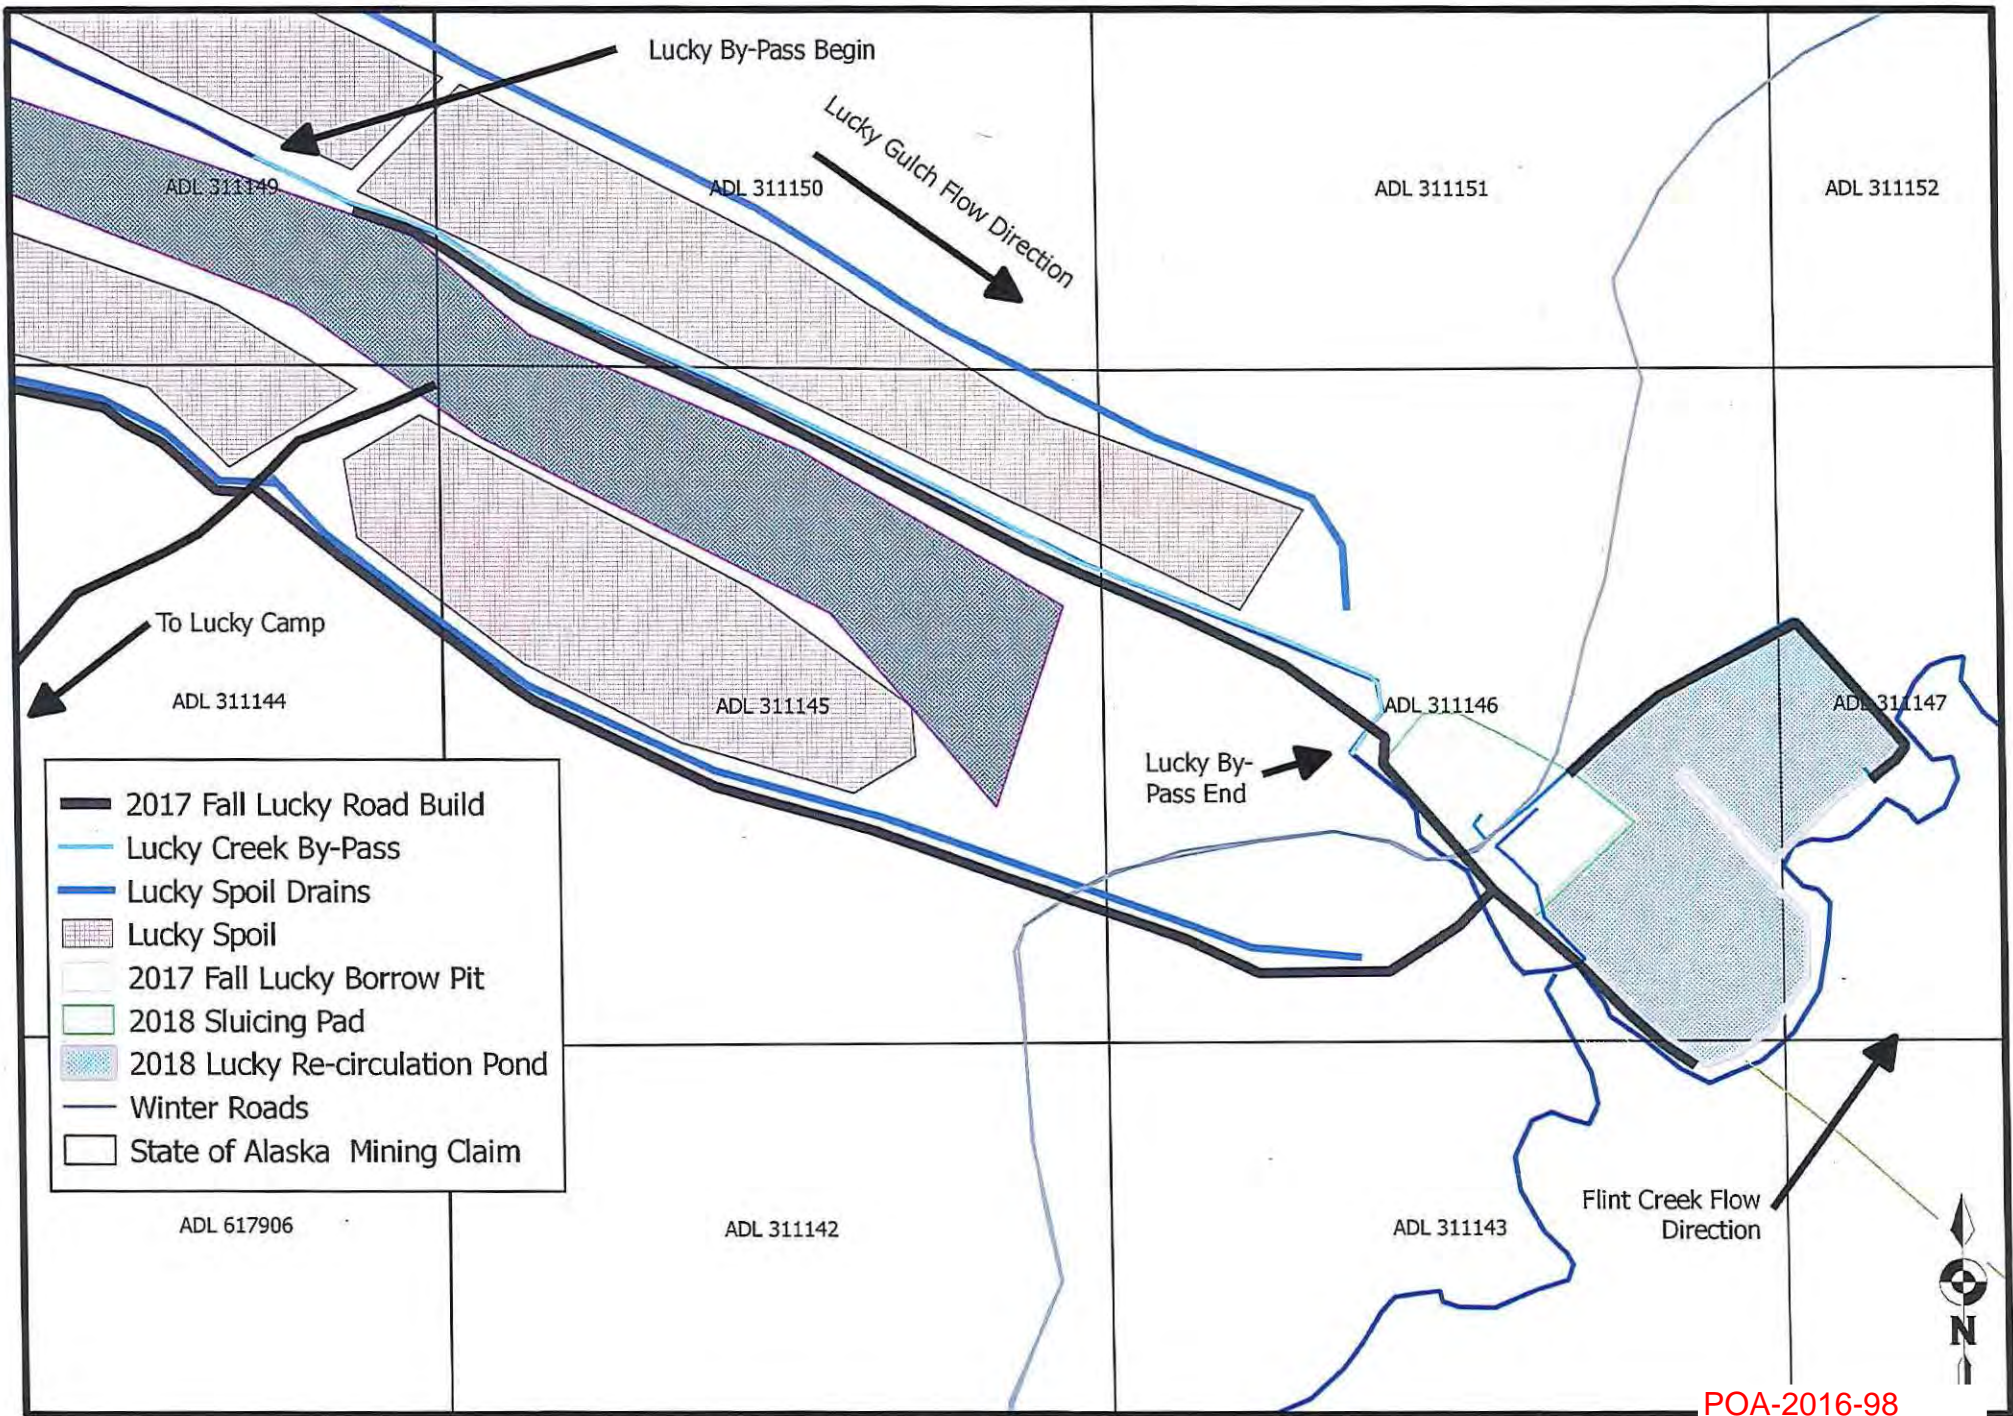 Lucky By-Pass Begin
Lucky Gulch Flow Direction
ADL 311149
ADL 311150
ADL 311151
ADL 311152
To Lucky Camp
ADL 311144
ADL 311145
ADL 311146
ADL 311147
Lucky By-
Pass End
2017 Fall Lucky Road Build
Lucky Creek By-Pass
Lucky Spoil Drains
Lucky Spoil
2017 Fall Lucky Borrow Pit
2018 Sluicing Pad
2018 Lucky Re-circulation Pond
Winter Roads
State of Alaska Mining Claim
ADL 617906
ADL 311142
ADL 311143
Flint Creek Flow
Direction
N
POA-2016-98